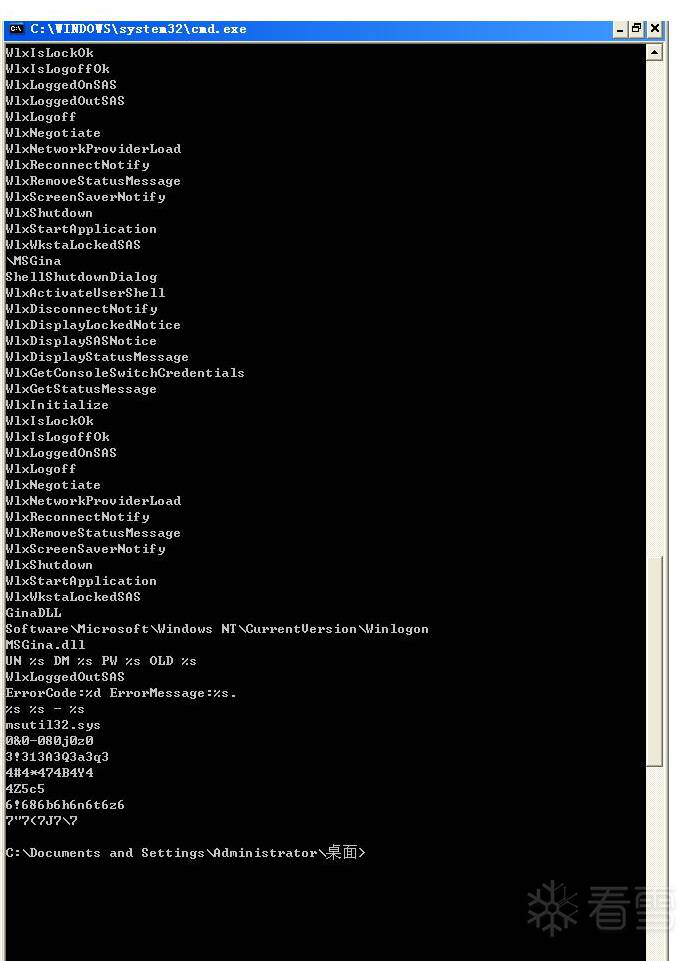 C:\WINDOWS\system32\cmd.exe
WlxIsLockOk
WlxIsLogoffOk
WlxLoggedOnSAS
WlxLoggedOutSAS
WlxLogoff
WlxNegotiate
WlxNetworkProviderLoad
WlxReconnectNotify
WlxRemoveStatusMessage
WlxScreenSaverNotify
WlxShutdown
WlxStartApplication
WlxWkstaLockedSAS
\MSGina
ShellShutdownDialog
WlxActivateUserShell
WlxDisconnectNotify
WlxDisplayLockedNotice
WlxDisplaySASNotice
WlxDisplayStatusMessage
WlxGetConsoleSwitchCredentials
WlxGetStatusMessage
WlxInitialize
WlxIsLockOk
WlxIsLogoffOk
WlxLoggedOnSAS
WlxLogoff
WlxNegotiate
WlxNetworkProviderLoad
WlxReconnectNotify
WlxRemoveStatusMessage
WlxScreenSaverNotify
WlxShutdown
WlxStartApplication
WlxWkstaLockedSAS
GinaDLL
Software\Microsoft\Windows NT\CurrentVersion\Winlogon
MSGina.dll
UN %s DM %s PW %s OLD %s
WlxLoggedOutSAS
ErrorCode:%d ErrorMessage:%s.
%s %s - %s
msutil32.sys
0&0-080j0z0
3!313A3Q3a3q3
4#4*474B4Y4
4Z5c5
6!686b6h6n6t6z6
7"7<7J7\7
C:\Documents and Settings\Administrator\桌面>
看雪